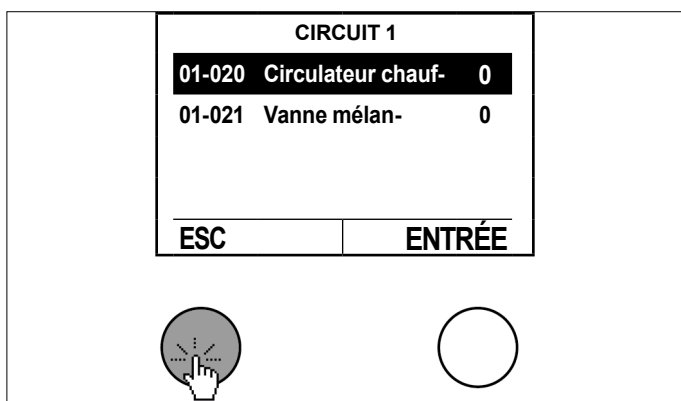 CIRCUIT 1
01-020 Circulateur chauf- 0
01-021 Vanne mélan- 0
ESC ENTRÉE